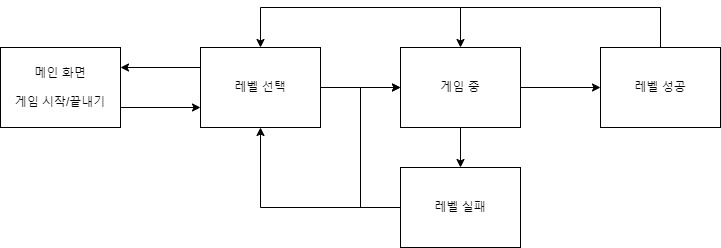 메인 화면
게임 시작/끝내기
레벨 선택
게임 중
레벨 성공
레벨 실패